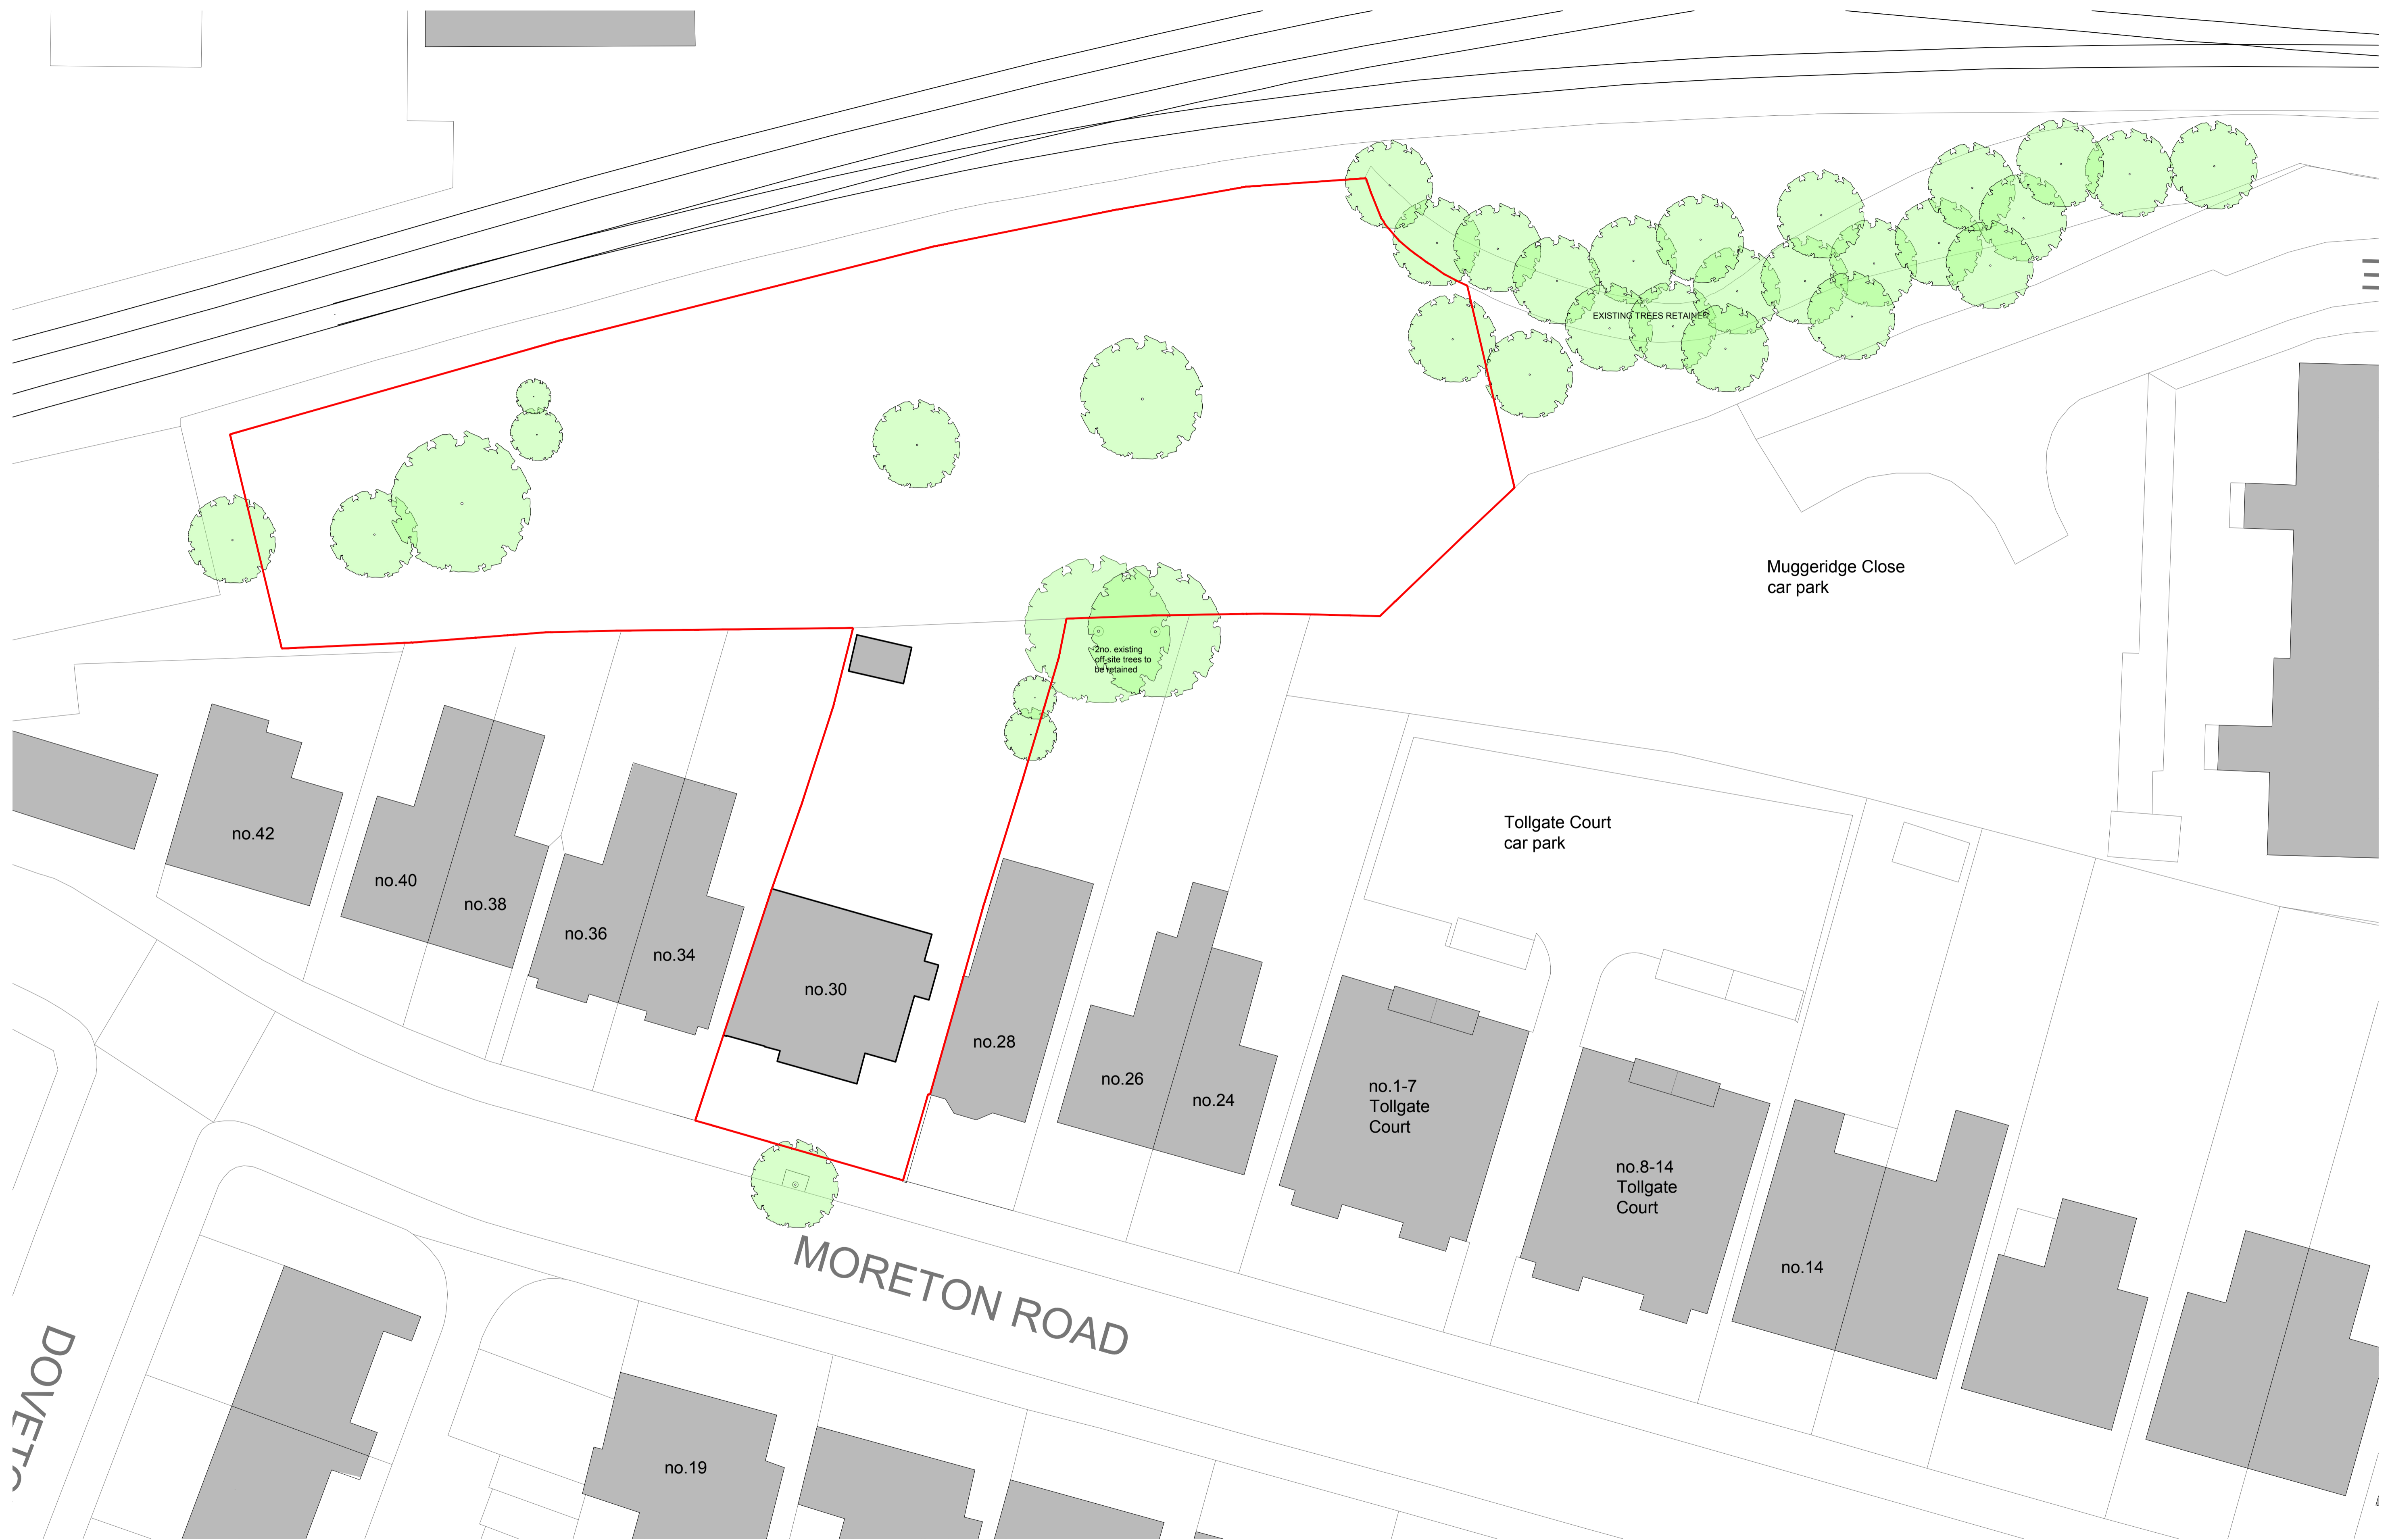 EXISTING TREES RETAINED
Muggeridge Close
car park
2no. existing
off-site trees to
be retained
Tollgate Court
car park
no.42
no.40
no.38
no.36
no.34
no.30
no.28
no.26
no.24
no.1-7
Tollgate
Court
no.8-14
Tollgate
Court
no.14
MORETON ROAD
no.19